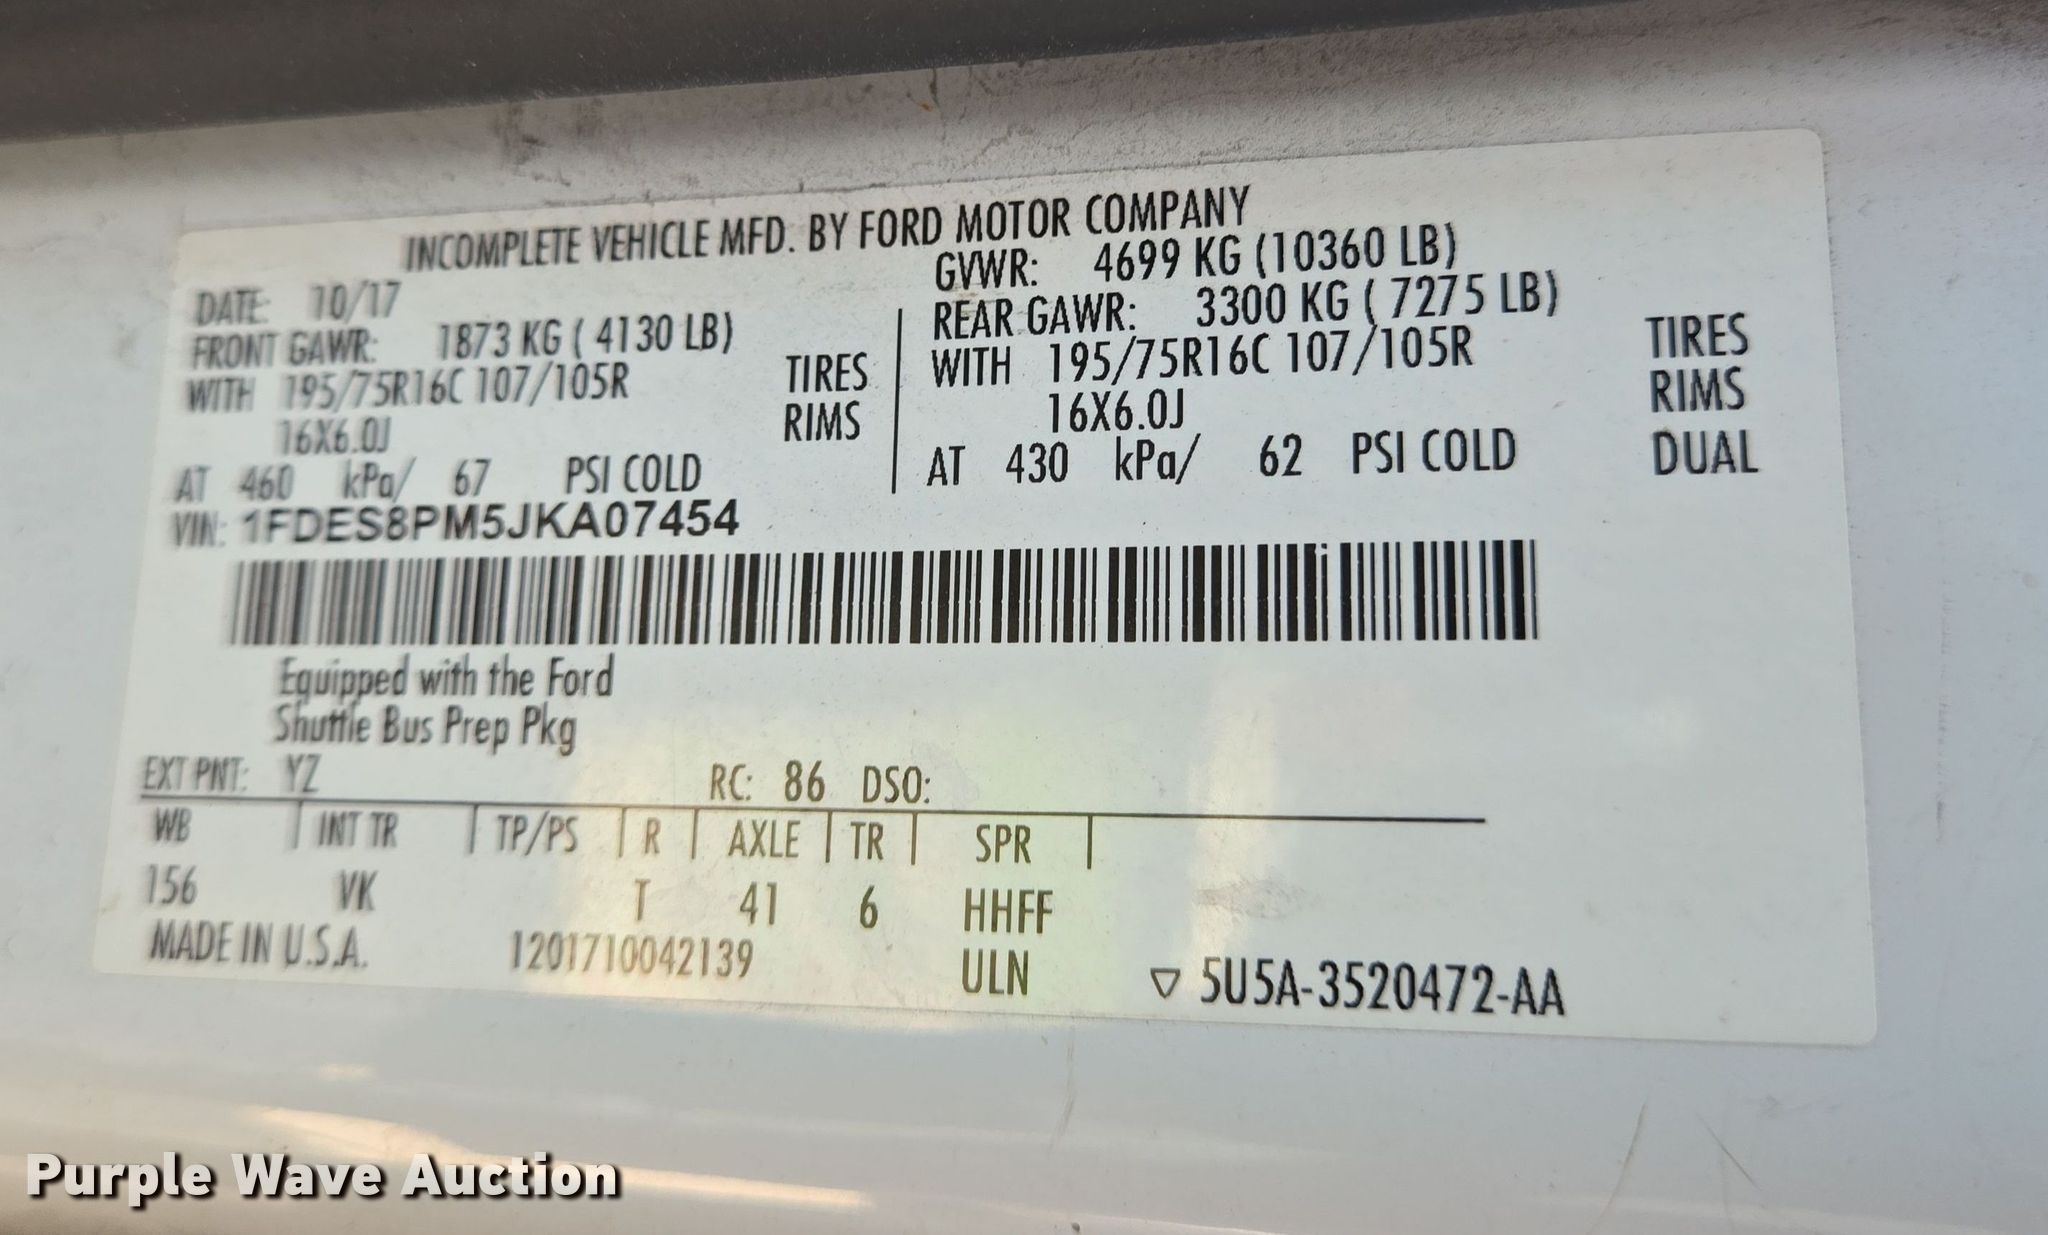 INCOMPLETE VEHICLE MFD. BY FORD MOTOR COMPANY
DATE: 10/17
GVWR: 4699 KG (10360 LB)
FRONT GAWR: 1873 KG ( 4130 LB)
REAR GAWR: 3300 KG ( 7275 LB)
WITH 195/75R16C 107/105R TIRES
WITH 195/75R16C 107/105R TIRES
16X6.0J RIMS
16X6.0J RIMS
AT 460 kPa/ 67 PSI COLD
AT 430 kPa/ 62 PSI COLD DUAL
VIN: 1FDES8PM5JKA07454
Equipped with the Ford
Shuttle Bus Prep Pkg
EXT PNT: YZ RC: 86 DSO:
WB | INT TR | TP/PS | R | AXLE | TR | SPR |
156 VK T 41 6 HHFF
MADE IN U.S.A. 1201710042139 ULN ▽ 5U5A-3520472-AA
Purple Wave Auction